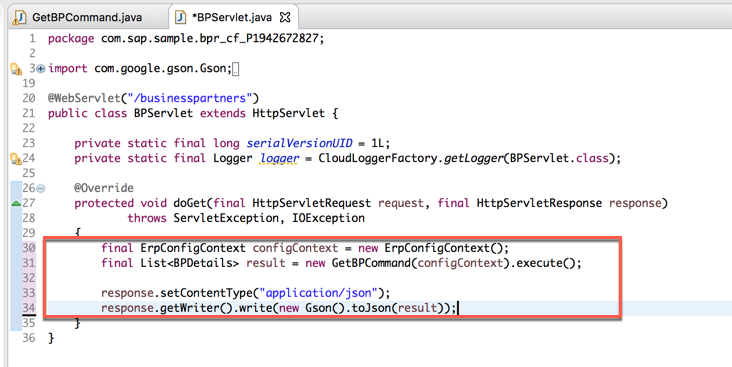 GetBPCommand.java *BPServlet.java
1 package com.sap.sample.bpr_cf_P1942672827;
2
3 import com.google.gson.Gson;
19
20 @WebServlet("/businesspartners")
21 public class BPServlet extends HttpServlet {
22
23 private static final long serialVersionUID = 1L;
24 private static final Logger logger = CloudLoggerFactory.getLogger(BPServlet.class);
25
26 @Override
27 protected void doGet(final HttpServletRequest request, final HttpServletResponse response)
28 throws ServletException, IOException
29 {
30 final ErpConfigContext configContext = new ErpConfigContext();
31 final List<BPDetails> result = new GetBPCommand(configContext).execute();
32
33 response.setContentType("application/json");
34 response.getWriter().write(new Gson().toJson(result));
35 }
36 }